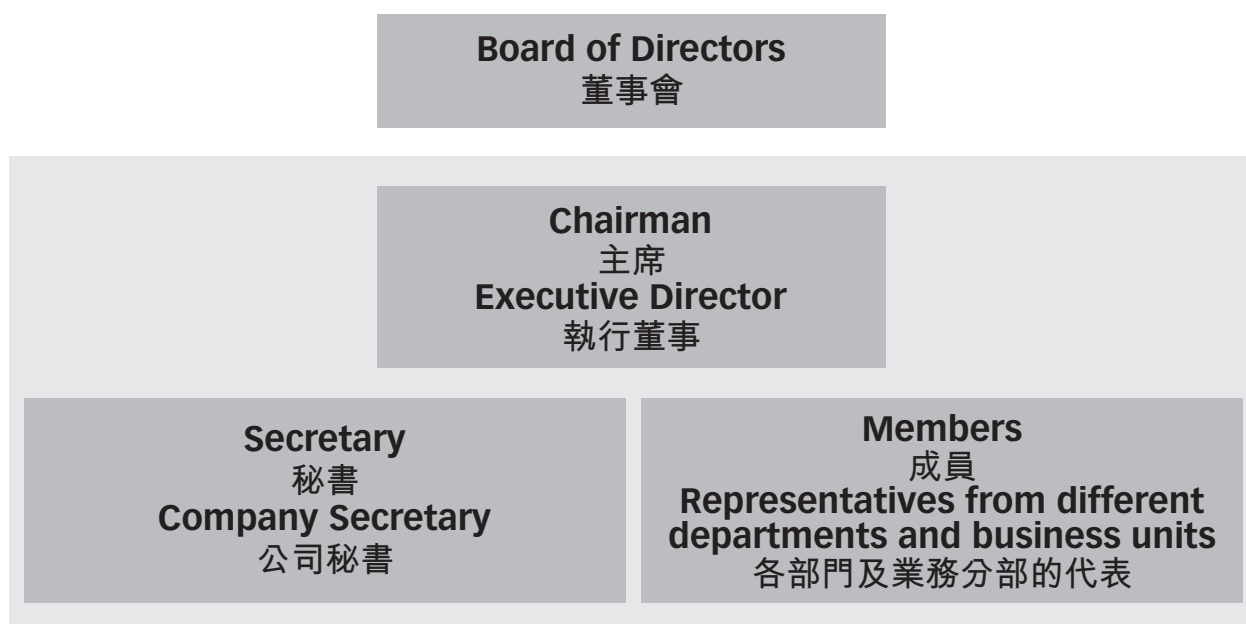 Board of Directors
董事會
Chairman
主席
Executive Director
執行董事
Secretary
秘書
Company Secretary
公司秘書
Members
成員
Representatives from different
departments and business units
各部門及業務分部的代表